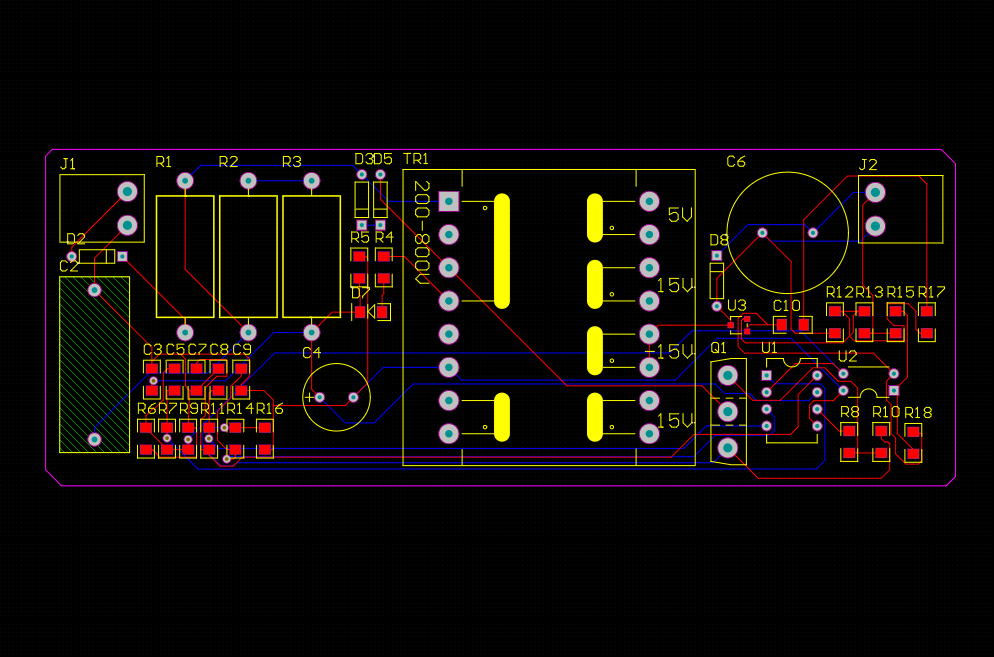 J1
R1
R2
R3
D3
D5
TR1
C6
J2
200-800V
5V
D2
C2
R5
R4
D8
15V
D7
R12
R13
R15
R17
U3
C10
+
15V
C3
C5
C7
C8
C9
C4
Q1
U1
U2
+
15V
R6
R7
R9
R11
R14
R16
R8
R10
R18